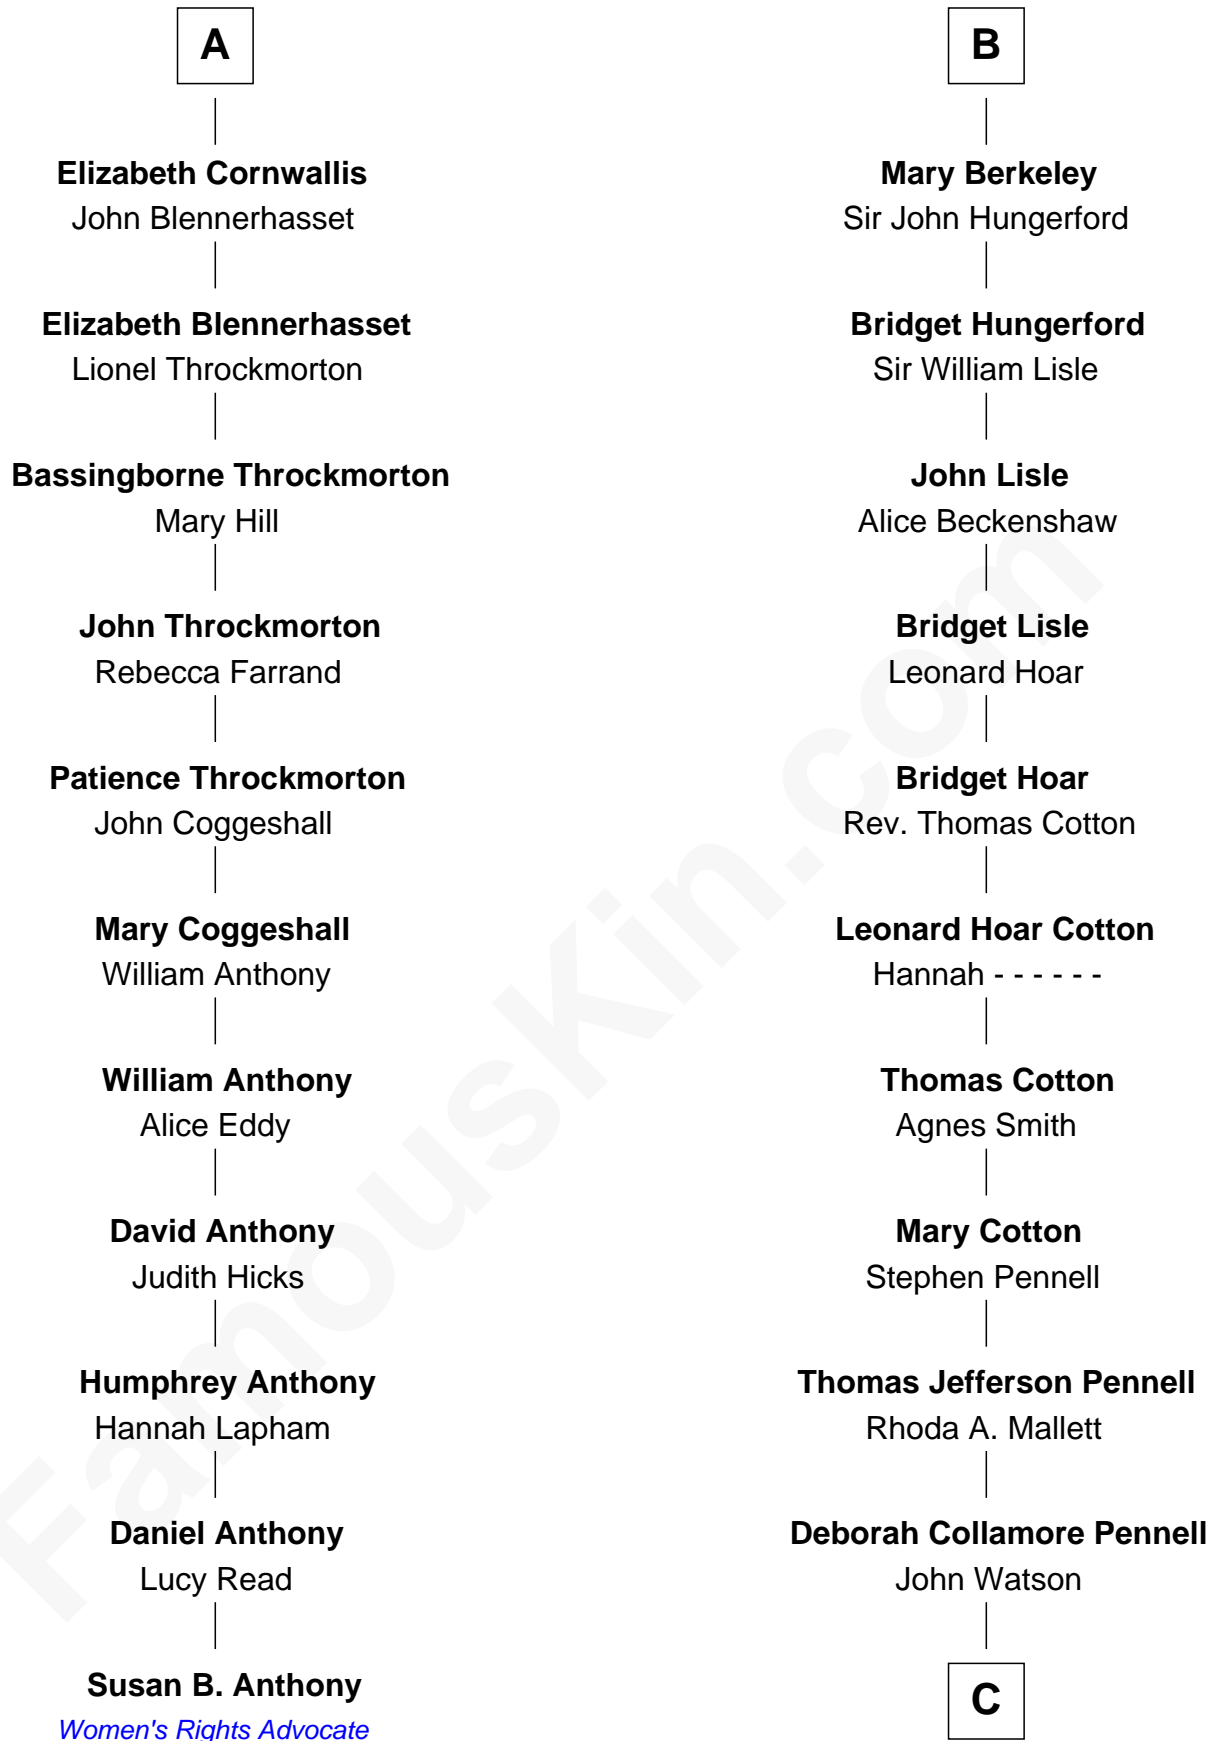 A
Elizabeth Cornwallis
John Blennerhasset
Elizabeth Blennerhasset
Lionel Throckmorton
Bassingborne Throckmorton
Mary Hill
John Throckmorton
Rebecca Farrand
Patience Throckmorton
John Coggeshall
Mary Coggeshall
William Anthony
William Anthony
Alice Eddy
David Anthony
Judith Hicks
Humphrey Anthony
Hannah Lapham
Daniel Anthony
Lucy Read
Susan B. Anthony
Women's Rights Advocate
B
Mary Berkeley
Sir John Hungerford
Bridget Hungerford
Sir William Lisle
John Lisle
Alice Beckenshaw
Bridget Lisle
Leonard Hoar
Bridget Hoar
Rev. Thomas Cotton
Leonard Hoar Cotton
Hannah - - - - - -
Thomas Cotton
Agnes Smith
Mary Cotton
Stephen Pennell
Thomas Jefferson Pennell
Rhoda A. Mallett
Deborah Collamore Pennell
John Watson
C
FamousKin.com